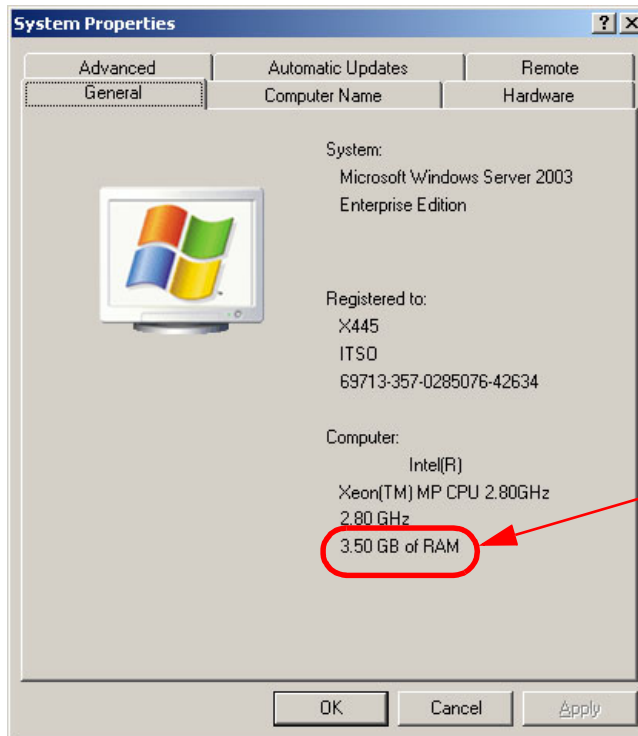 System Properties
?
Advanced Automatic Updates Remote
General Computer Name Hardware
System:
Microsoft Windows Server 2003
Enterprise Edition
Registered to:
X445
ITSO
69713-357-0285076-42634
Computer:
Intel(R)
Xeon(TM) MP CPU 2.80GHz
2.80 GHz
3.50 GB of RAM
OK Cancel Apply